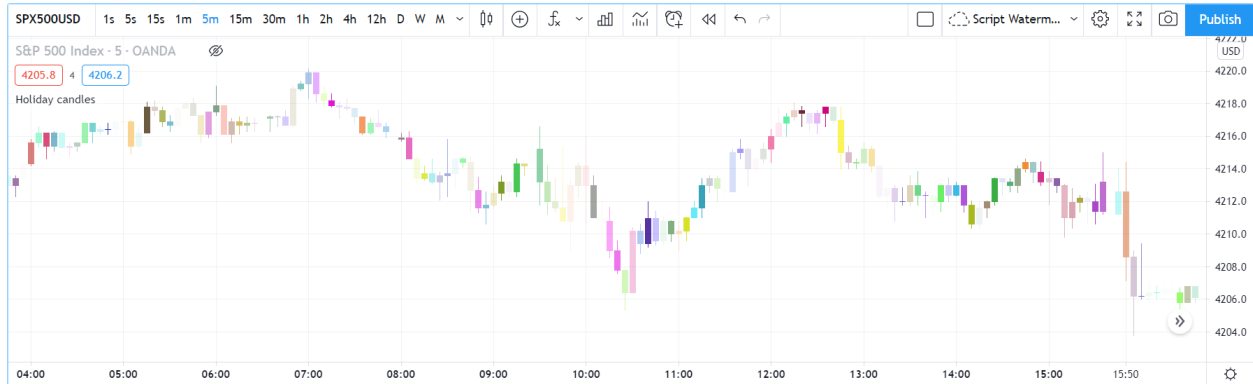 SPX500USD 1s 5s 15s 1m 5m 15m 30m 1h 2h 4h 12h D W M Script Waterm... Publish
S&P 500 Index · 5 · OANDA
4205.8 4 4206.2
Holiday candles
4222.0
USD
4220.0
4218.0
4216.0
4214.0
4212.0
4210.0
4208.0
4206.0
4204.0
04:00 05:00 06:00 07:00 08:00 09:00 10:00 11:00 12:00 13:00 14:00 15:00 15:50